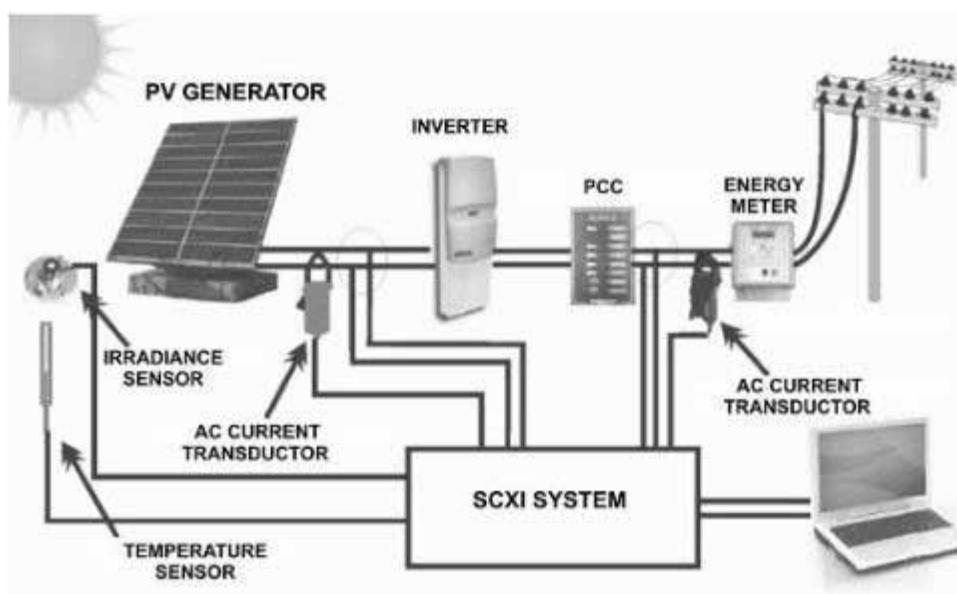 PV GENERATOR
INVERTER
PCC
ENERGY
METER
IRRADIANCE
SENSOR
AC CURRENT
TRANSDUCTOR
AC CURRENT
TRANSDUCTOR
SCXI SYSTEM
TEMPERATURE
SENSOR